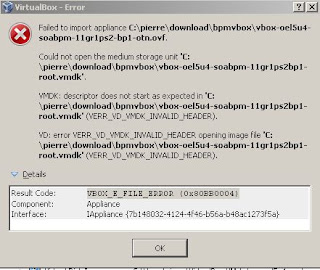 VirtualBox - Error
Failed to import appliance C:\pierre\download\bpmvbox\vbox-oel5u4-
soabpm-11gr1ps2-bp1-otn.ovf.
Could not open the medium storage unit 'C:
\pierre\download\bpmvbox\vbox-oel5u4-soabpm-11gr1ps2bp1-
root.vmdk'.
VMDK: descriptor does not start as expected in 'C:
\pierre\download\bpmvbox\vbox-oel5u4-soabpm-11gr1ps2bp1-
root.vmdk' (VERR_VD_VMDK_INVALID_HEADER).
VD: error VERR_VD_VMDK_INVALID_HEADER opening image file 'C:
\pierre\download\bpmvbox\vbox-oel5u4-soabpm-11gr1ps2bp1-
root.vmdk' (VERR_VD_VMDK_INVALID_HEADER).
Details
Result Code: VBOX_E_FILE_ERROR (0x80BB0004)
Component: Appliance
Interface: IAppliance {7b148032-4124-4f46-b56a-b48ac1273f5a}
OK